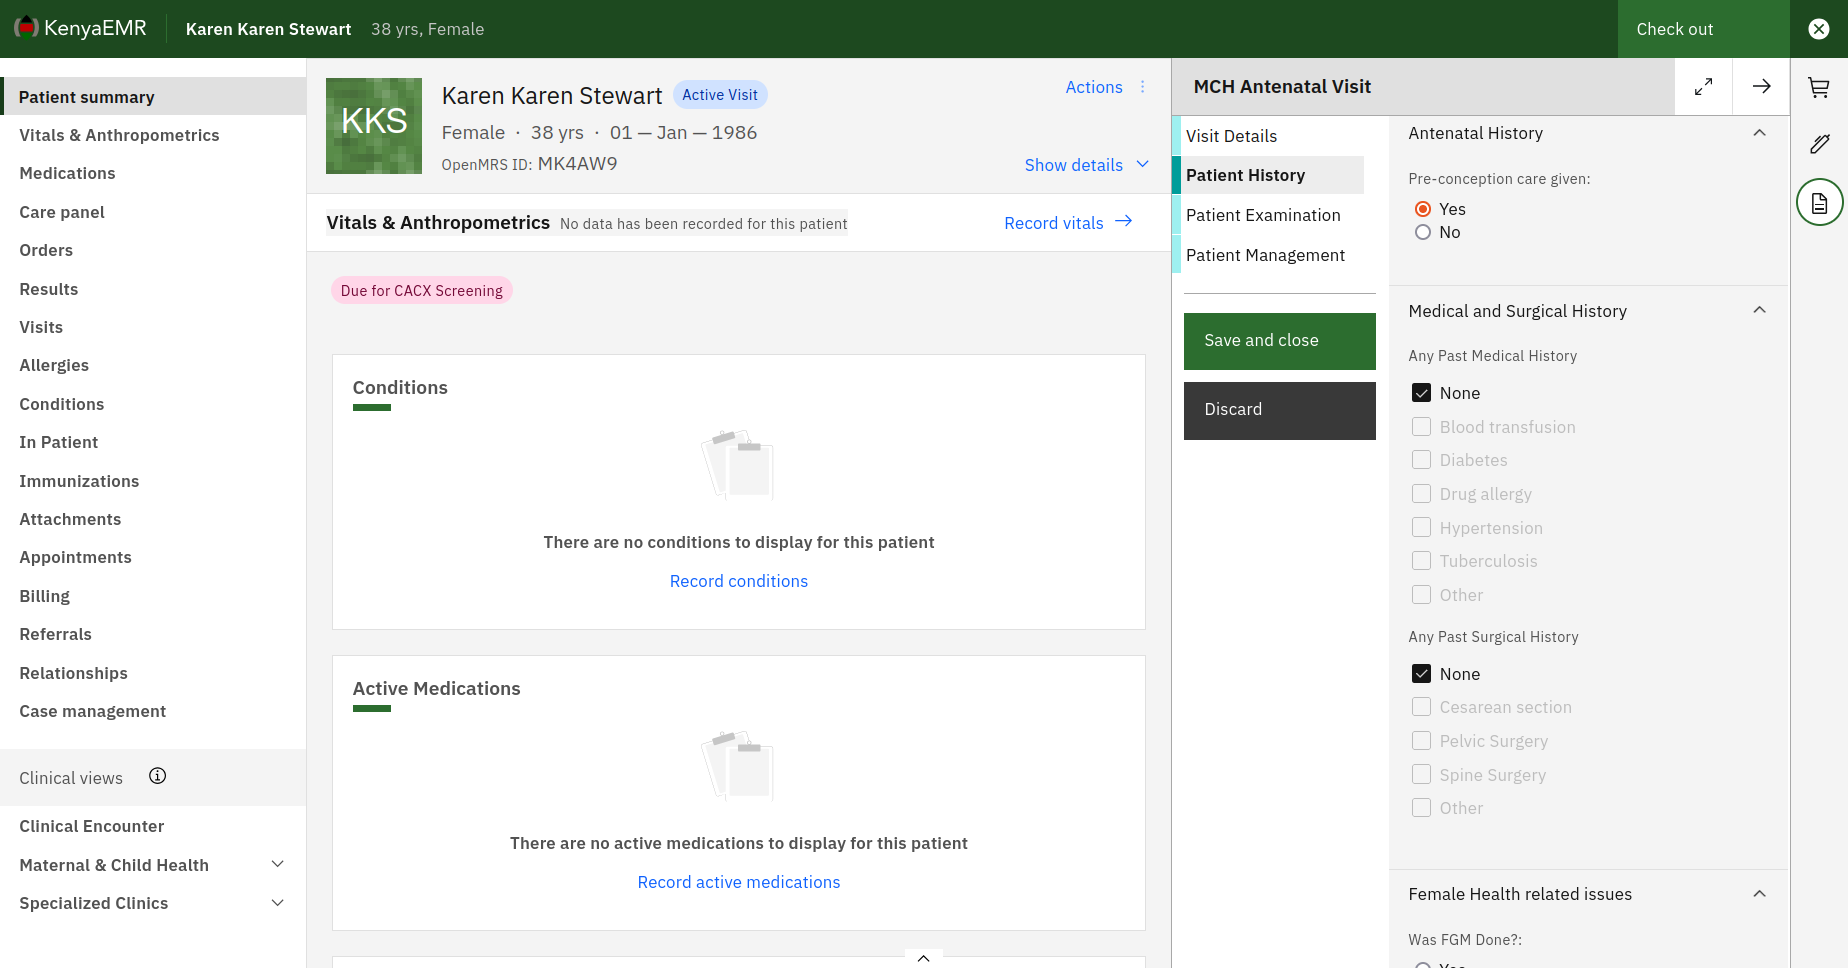 KenyaEMR
Karen Karen Stewart 38 yrs, Female
Check out
Patient summary
Vitals & Anthropometrics
Medications
Care panel
Orders
Results
Visits
Allergies
Conditions
In Patient
Immunizations
Attachments
Appointments
Billing
Referrals
Relationships
Case management
Clinical views
Clinical Encounter
Maternal & Child Health
Specialized Clinics
KKS
Karen Karen Stewart Active Visit
Actions
Female · 38 yrs · 01 — Jan — 1986
OpenMRS ID: MK4AW9
Show details
Vitals & Anthropometrics No data has been recorded for this patient
Record vitals
Due for CACX Screening
Conditions
There are no conditions to display for this patient
Record conditions
Active Medications
There are no active medications to display for this patient
Record active medications
MCH Antenatal Visit
Visit Details
Patient History
Patient Examination
Patient Management
Save and close
Discard
Antenatal History
Pre-conception care given:
Yes
No
Medical and Surgical History
Any Past Medical History
None
Blood transfusion
Diabetes
Drug allergy
Hypertension
Tuberculosis
Other
Any Past Surgical History
None
Cesarean section
Pelvic Surgery
Spine Surgery
Other
Female Health related issues
Was FGM Done?:
Yes